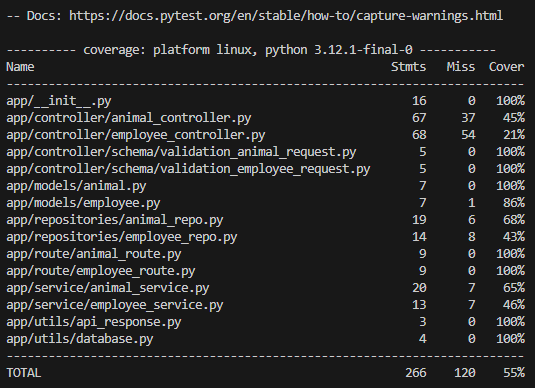 -- Docs: https://docs.pytest.org/en/stable/how-to/capture-warnings.html
---------- coverage: platform linux, python 3.12.1-final-0 -----------
Name Stmts Miss Cover
-----------------------------------------------------------------------
app/__init__.py 16 0 100%
app/controller/animal_controller.py 67 37 45%
app/controller/employee_controller.py 68 54 21%
app/controller/schema/validation_animal_request.py 5 0 100%
app/controller/schema/validation_employee_request.py 5 0 100%
app/models/animal.py 7 0 100%
app/models/employee.py 7 1 86%
app/repositories/animal_repo.py 19 6 68%
app/repositories/employee_repo.py 14 8 43%
app/route/animal_route.py 9 0 100%
app/route/employee_route.py 9 0 100%
app/service/animal_service.py 20 7 65%
app/service/employee_service.py 13 7 46%
app/utils/api_response.py 3 0 100%
app/utils/database.py 4 0 100%
-----------------------------------------------------------------------
TOTAL 266 120 55%